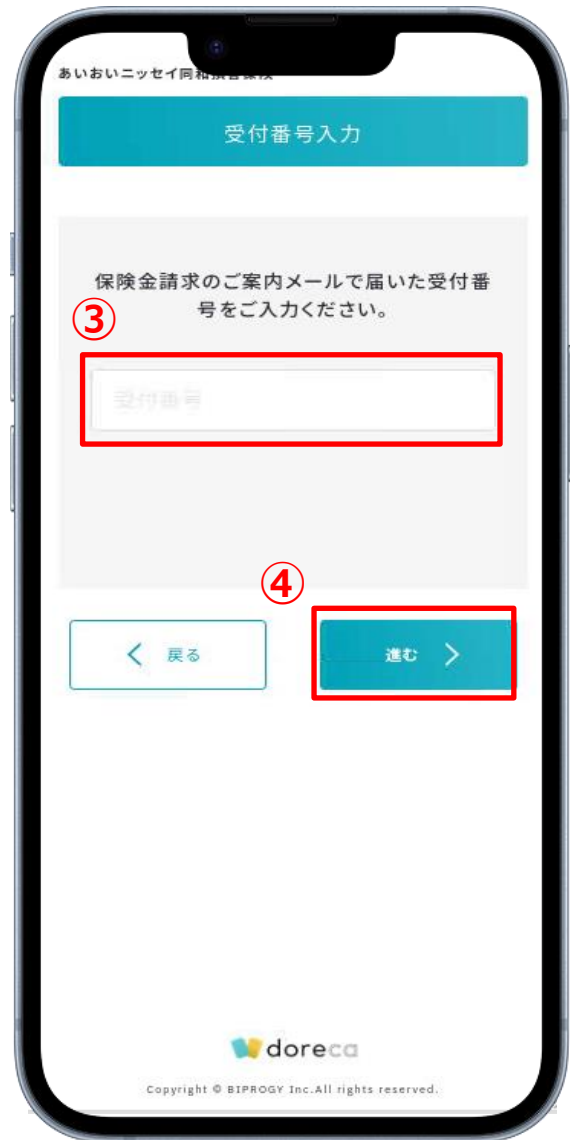 あいおいニッセイ同和損害保険
受付番号入力
保険金請求のご案内メールで届いた受付番
号をご入力ください。
③
受付番号
④
戻る
進む
doreca
Copyright © BIPROGY Inc.All rights reserved.